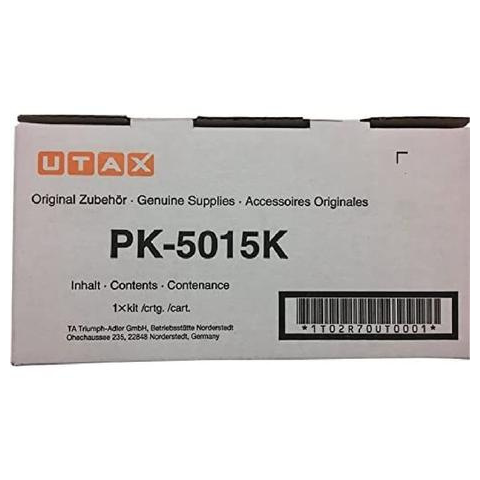 UTAX
Original Zubehör · Genuine Supplies · Accessoires Originales
PK-5015K
Inhalt · Contents · Contenance
1×kit /crtg. /cart.
TA Triumph-Adler GmbH, Betriebsstätte Norderstedt
Ohechaussee 235, 22848 Norderstedt, Germany
*1T02R70UT0001*